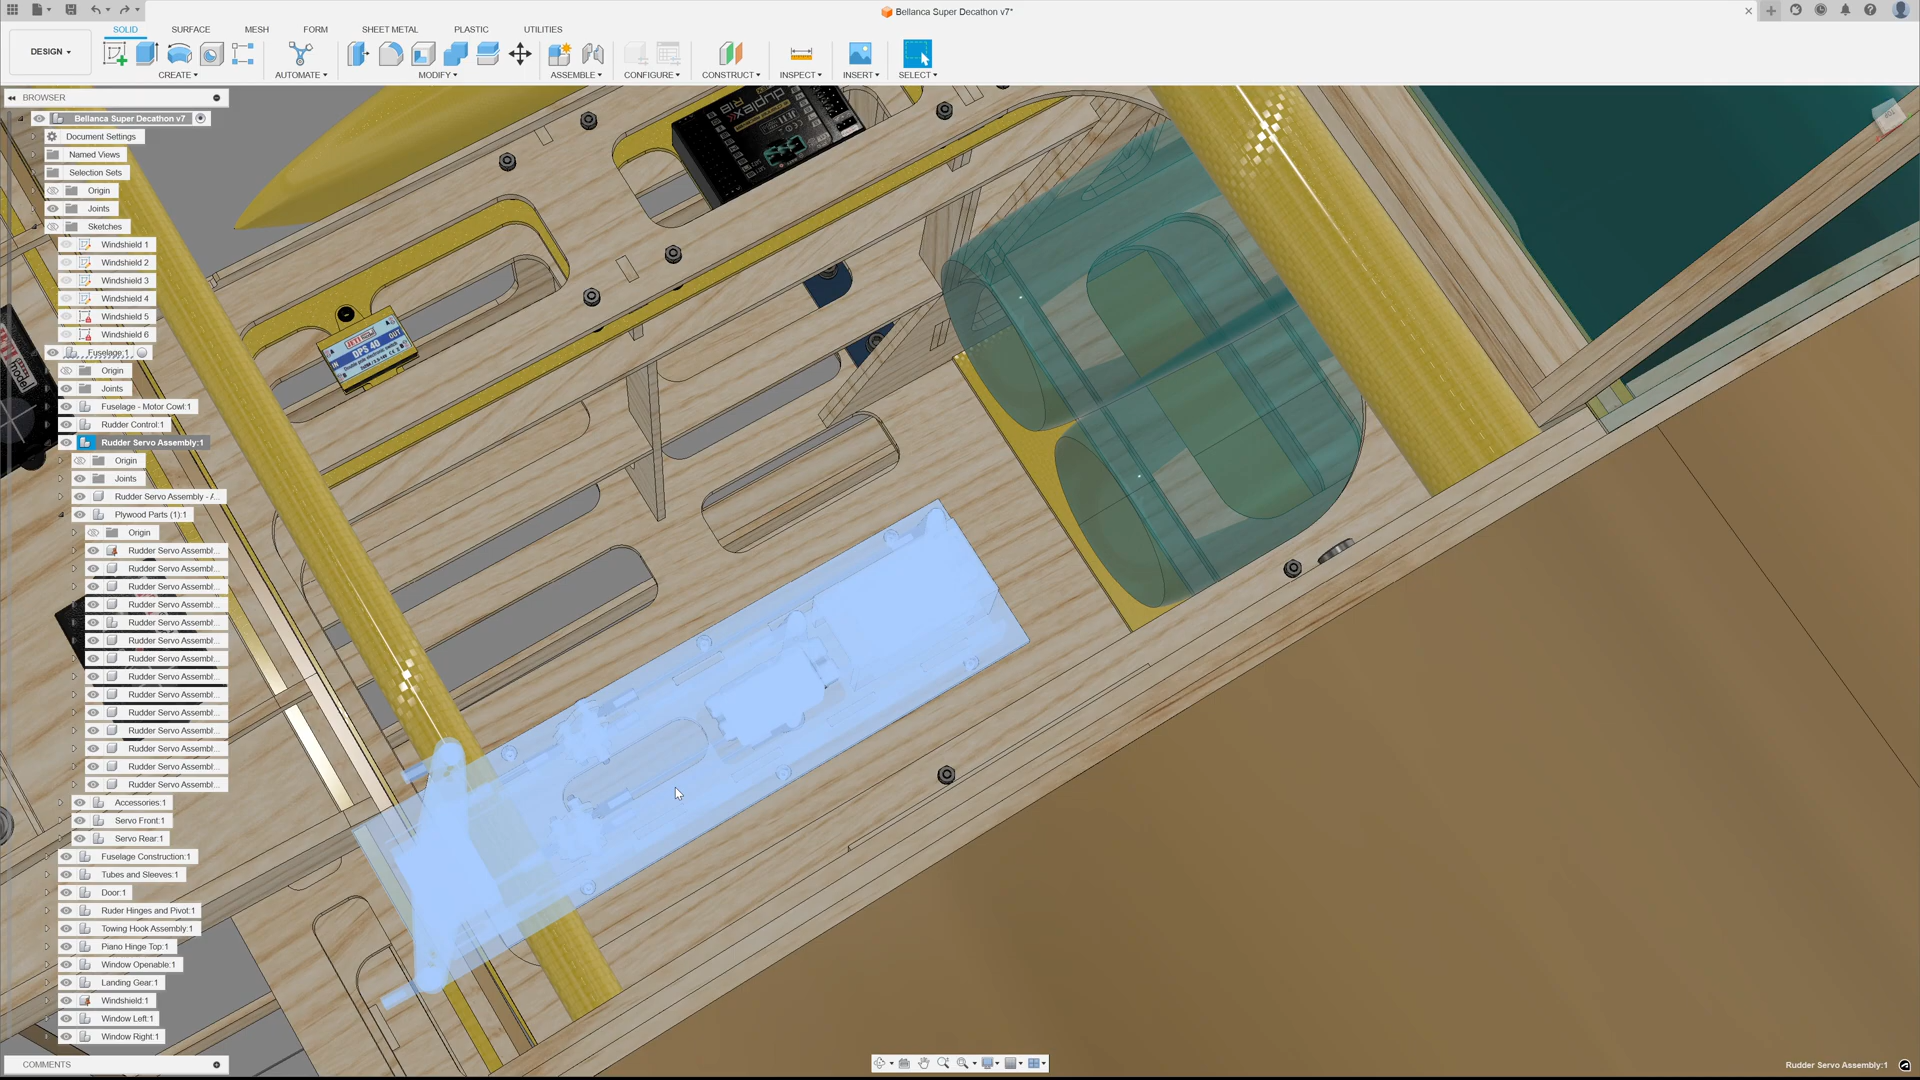 Bellanca Super Decathon v7*
SOLID
SURFACE
MESH
FORM
SHEET METAL
PLASTIC
UTILITIES
DESIGN
CREATE
AUTOMATE
MODIFY
ASSEMBLE
CONFIGURE
CONSTRUCT
INSPECT
INSERT
SELECT
BROWSER
Bellanca Super Decathon v7
Document Settings
Named Views
Selection Sets
Origin
Joints
Sketches
Windshield 1
Windshield 2
Windshield 3
Windshield 4
Windshield 5
Windshield 6
Fuselage:1
Origin
Joints
Fuselage - Motor Cowl:1
Rudder Control:1
Rudder Servo Assembly:1
Origin
Joints
Rudder Servo Assembly - A...
Plywood Parts (1):1
Origin
Rudder Servo Assembl...
Rudder Servo Assembl...
Rudder Servo Assembl...
Rudder Servo Assembl...
Rudder Servo Assembl...
Rudder Servo Assembl...
Rudder Servo Assembl...
Rudder Servo Assembl...
Rudder Servo Assembl...
Rudder Servo Assembl...
Rudder Servo Assembl...
Rudder Servo Assembl...
Rudder Servo Assembl...
Rudder Servo Assembl...
Accessories:1
Servo Front:1
Servo Rear:1
Fuselage Construction:1
Tubes and Sleeves:1
Door:1
Ruder Hinges and Pivot:1
Towing Hook Assembly:1
Piano Hinge Top:1
Window Openable:1
Landing Gear:1
Windshield:1
Window Left:1
Window Right:1
COMMENTS
duplex
R18
JETI
DPS 40
IN
OUT
model
Rudder Servo Assembly:1